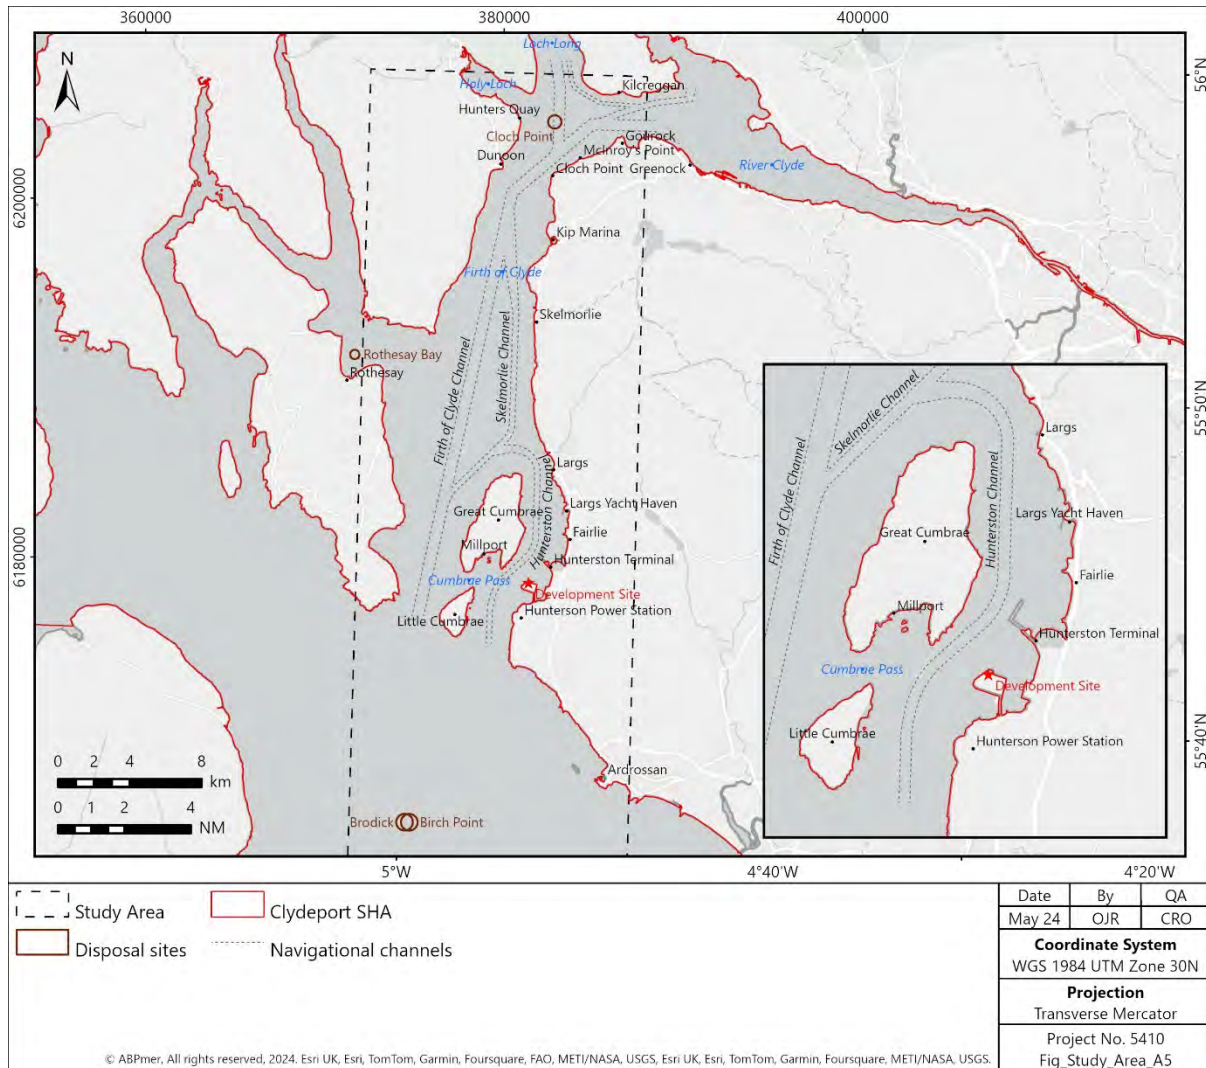 360000
380000
400000
N
Loch Long
Holy Loch
Kilcreggan
Hunters Quay
Cloch Point
Gourock
McInroy's Point
Dunoon
Cloch Point
Greenock
River Clyde
56°N
6200000
Kip Marina
Firth of Clyde
Skelmorlie
Rothesay Bay
Rothesay
Firth of Clyde Channel
Skelmorlie Channel
55°50'N
Largs
Hunterston Channel
Largs Yacht Haven
Great Cumbrae
Fairlie
Millport
Hunterston Terminal
6180000
Cumbrae Pass
Development Site
Hunterson Power Station
Little Cumbrae
Ardrossan
Brodick
Birch Point
0 2 4 8
km
0 1 2 4
NM
Skelmorlie Channel
Largs
Firth of Clyde Channel
Hunterston Channel
Largs Yacht Haven
Great Cumbrae
Fairlie
Millport
Hunterston Terminal
Cumbrae Pass
Development Site
Little Cumbrae
Hunterson Power Station
55°40'N
5°W
4°40'W
4°20'W
Study Area
Clydeport SHA
Disposal sites
Navigational channels
Date By QA
May 24 OJR CRO
Coordinate System
WGS 1984 UTM Zone 30N
Projection
Transverse Mercator
Project No. 5410
Fig_Study_Area_A5
© ABPmer, All rights reserved, 2024. Esri UK, Esri, TomTom, Garmin, Foursquare, FAO, METI/NASA, USGS, Esri UK, Esri, TomTom, Garmin, Foursquare, METI/NASA, USGS.